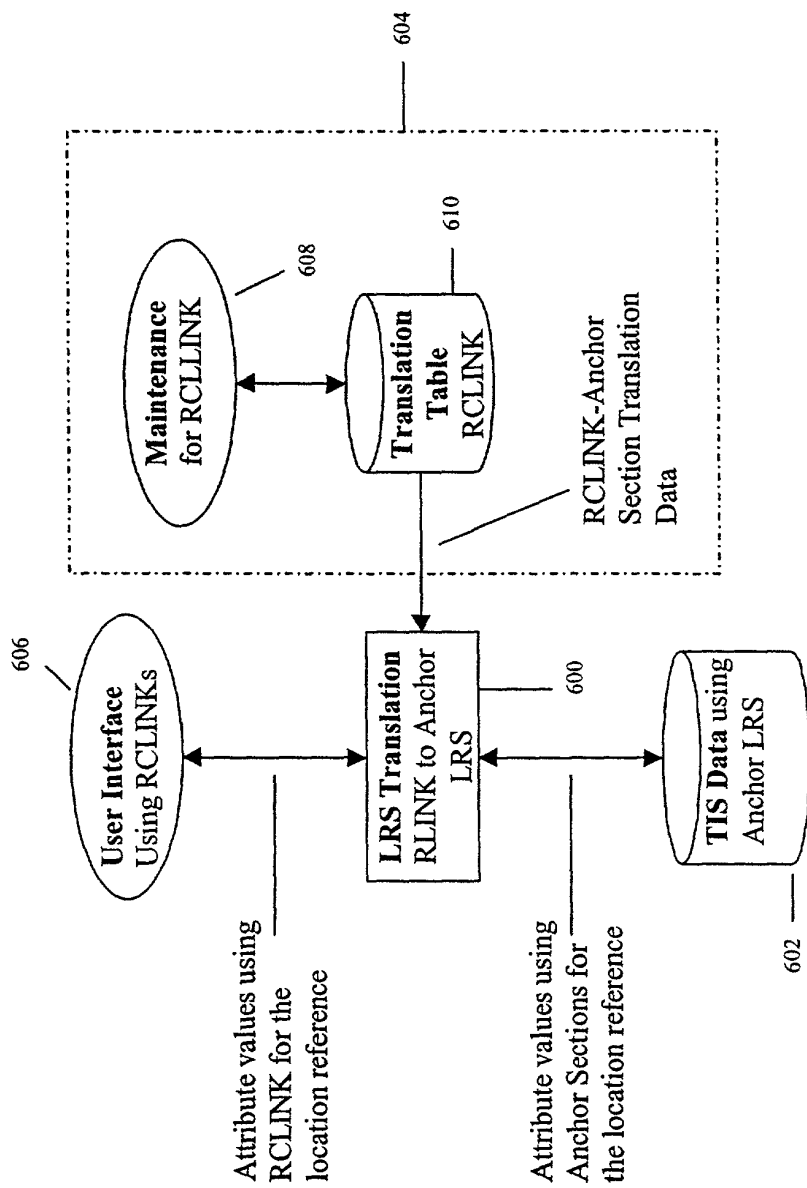 606
User Interface
Using RCLINKs
Attribute values using
RCLINK for the
location reference
LRS Translation
RLINK to Anchor
LRS
600
Attribute values using
Anchor Sections for
the location reference
TIS Data using
Anchor LRS
602
604
Maintenance
for RCLLINK
608
Translation
Table
RCLINK
610
RCLINK-Anchor
Section Translation
Data